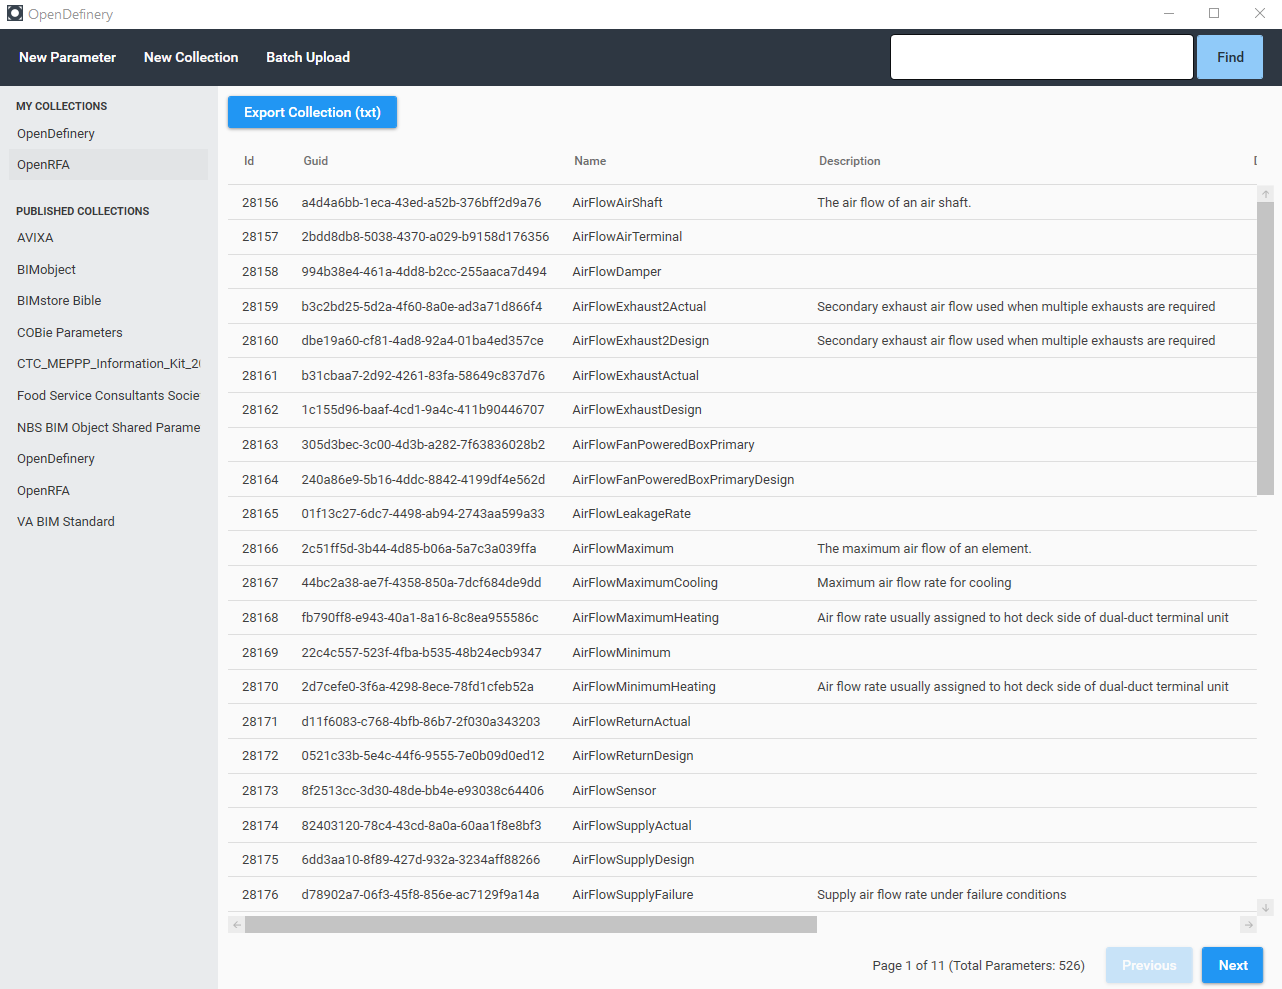 OpenDefinery
New Parameter New Collection Batch Upload Find
MY COLLECTIONS
OpenDefinery
OpenRFA
PUBLISHED COLLECTIONS
AVIXA
BIMobject
BIMstore Bible
COBie Parameters
CTC_MEPPP_Information_Kit_20
Food Service Consultants Socie
NBS BIM Object Shared Parame
OpenDefinery
OpenRFA
VA BIM Standard
Export Collection (txt)
Id Guid Name Description
28156 a4d4a6bb-1eca-43ed-a52b-376bff2d9a76 AirFlowAirShaft The air flow of an air shaft.
28157 2bdd8db8-5038-4370-a029-b9158d176356 AirFlowAirTerminal
28158 994b38e4-461a-4dd8-b2cc-255aaca7d494 AirFlowDamper
28159 b3c2bd25-5d2a-4f60-8a0e-ad3a71d866f4 AirFlowExhaust2Actual Secondary exhaust air flow used when multiple exhausts are required
28160 dbe19a60-cf81-4ad8-92a4-01ba4ed357ce AirFlowExhaust2Design Secondary exhaust air flow used when multiple exhausts are required
28161 b31cbaa7-2d92-4261-83fa-58649c837d76 AirFlowExhaustActual
28162 1c155d96-baaf-4cd1-9a4c-411b90446707 AirFlowExhaustDesign
28163 305d3bec-3c00-4d3b-a282-7f63836028b2 AirFlowFanPoweredBoxPrimary
28164 240a86e9-5b16-4ddc-8842-4199df4e562d AirFlowFanPoweredBoxPrimaryDesign
28165 01f13c27-6dc7-4498-ab94-2743aa599a33 AirFlowLeakageRate
28166 2c51ff5d-3b44-4d85-b06a-5a7c3a039ffa AirFlowMaximum The maximum air flow of an element.
28167 44bc2a38-ae7f-4358-850a-7dcf684de9dd AirFlowMaximumCooling Maximum air flow rate for cooling
28168 fb790ff8-e943-40a1-8a16-8c8ea955586c AirFlowMaximumHeating Air flow rate usually assigned to hot deck side of dual-duct terminal unit
28169 22c4c557-523f-4fba-b535-48b24ecb9347 AirFlowMinimum
28170 2d7cefe0-3f6a-4298-8ece-78fd1cfeb52a AirFlowMinimumHeating Air flow rate usually assigned to hot deck side of dual-duct terminal unit
28171 d11f6083-c768-4bfb-86b7-2f030a343203 AirFlowReturnActual
28172 0521c33b-5e4c-44f6-9555-7e0b09d0ed12 AirFlowReturnDesign
28173 8f2513cc-3d30-48de-bb4e-e93038c64406 AirFlowSensor
28174 82403120-78c4-43cd-8a0a-60aa1f8e8bf3 AirFlowSupplyActual
28175 6dd3aa10-8f89-427d-932a-3234aff88266 AirFlowSupplyDesign
28176 d78902a7-06f3-45f8-856e-ac7129f9a14a AirFlowSupplyFailure Supply air flow rate under failure conditions
Page 1 of 11 (Total Parameters: 526) Previous Next